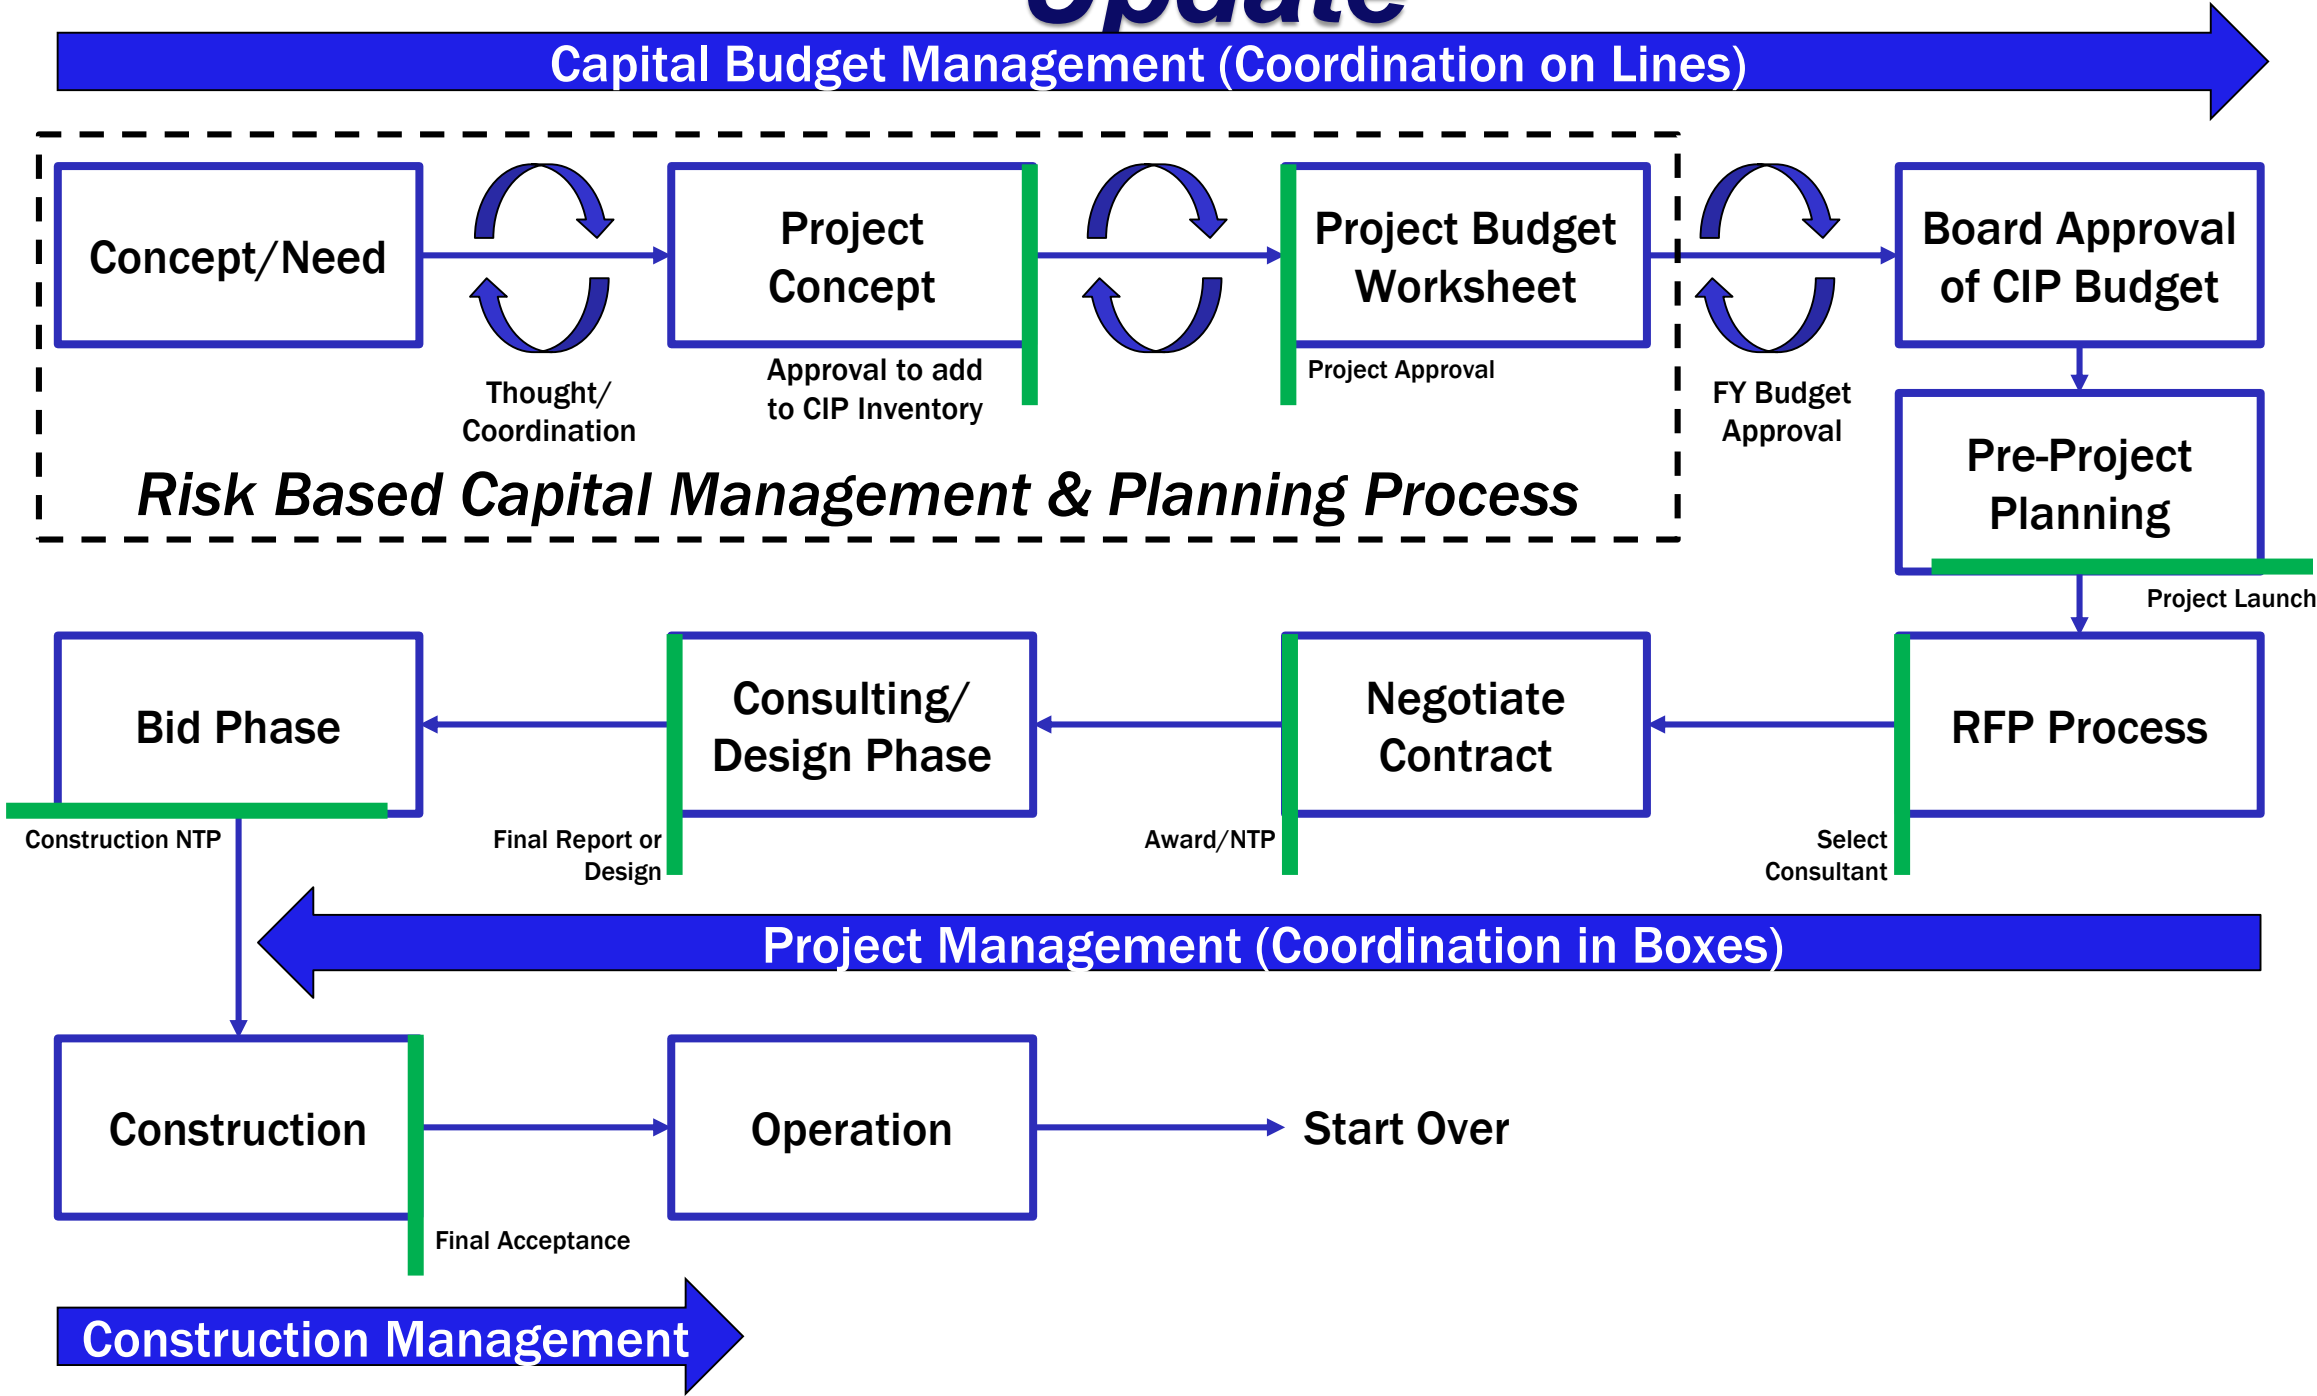 Update
Capital Budget Management (Coordination on Lines)
Concept/Need
Project
Concept
Project Budget
Worksheet
Board Approval
of CIP Budget
Thought/
Coordination
Approval to add
to CIP Inventory
Project Approval
FY Budget
Approval
Risk Based Capital Management & Planning Process
Pre-Project
Planning
Project Launch
Bid Phase
Consulting/
Design Phase
Negotiate
Contract
RFP Process
Construction NTP
Final Report or
Design
Award/NTP
Select
Consultant
Project Management (Coordination in Boxes)
Construction
Operation
Start Over
Final Acceptance
Construction Management